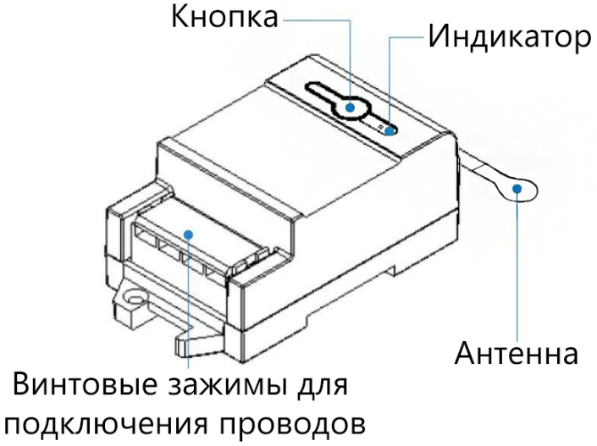 Кнопка
Индикатор
Антенна
Винтовые зажимы для
подключения проводов